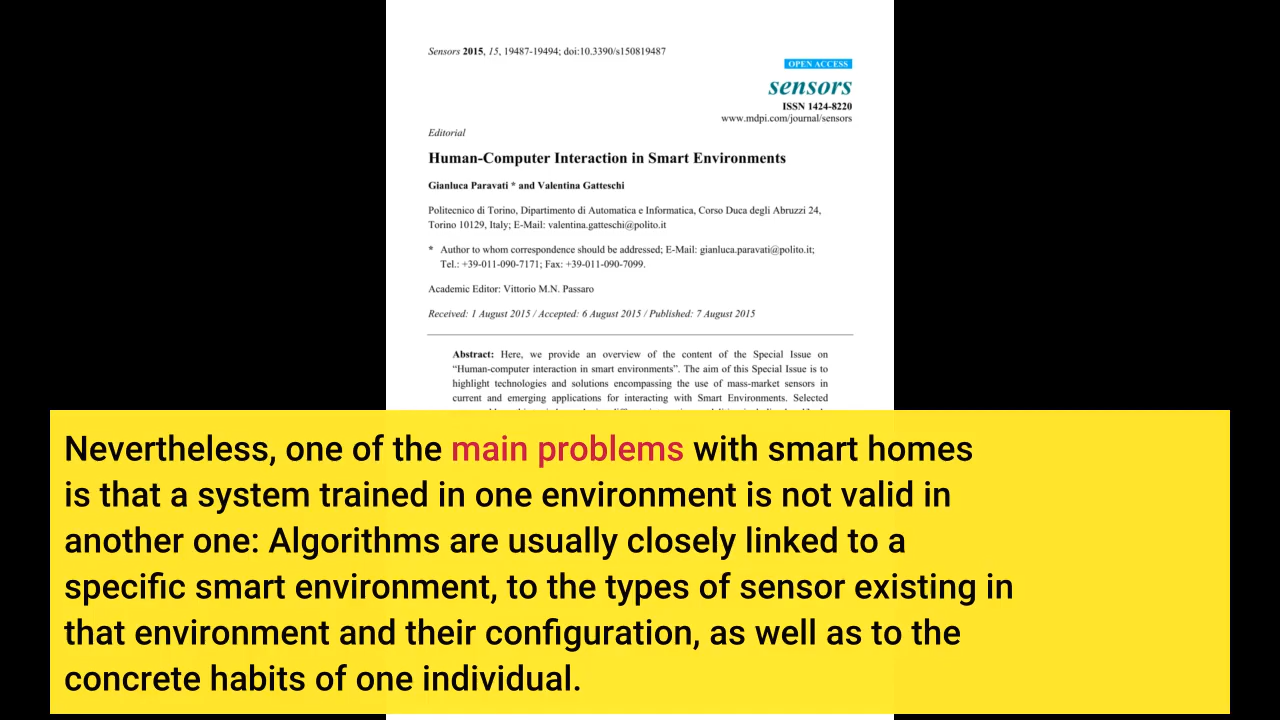 Sensors 2015, 15, 19487-19494; doi:10.3390/s150819487
OPEN ACCESS
sensors
ISSN 1424-8220
www.mdpi.com/journal/sensors
Editorial
Human-Computer Interaction in Smart Environments
Gianluca Paravati * and Valentina Gatteschi
Politecnico di Torino, Dipartimento di Automatica e Informatica, Corso Duca degli Abruzzi 24,
Torino 10129, Italy; E-Mail: valentina.gatteschi@polito.it
* Author to whom correspondence should be addressed; E-Mail: gianluca.paravati@polito.it;
Tel.: +39-011-090-7171; Fax: +39-011-090-7099.
Academic Editor: Vittorio M.N. Passaro
Received: 1 August 2015 / Accepted: 6 August 2015 / Published: 7 August 2015
Abstract: Here, we provide an overview of the content of the Special Issue on
“Human-computer interaction in smart environments”. The aim of this Special Issue is to
highlight technologies and solutions encompassing the use of mass-market sensors in
current and emerging applications for interacting with Smart Environments. Selected
Nevertheless, one of the main problems with smart homes
is that a system trained in one environment is not valid in
another one: Algorithms are usually closely linked to a
specific smart environment, to the types of sensor existing in
that environment and their configuration, as well as to the
concrete habits of one individual.